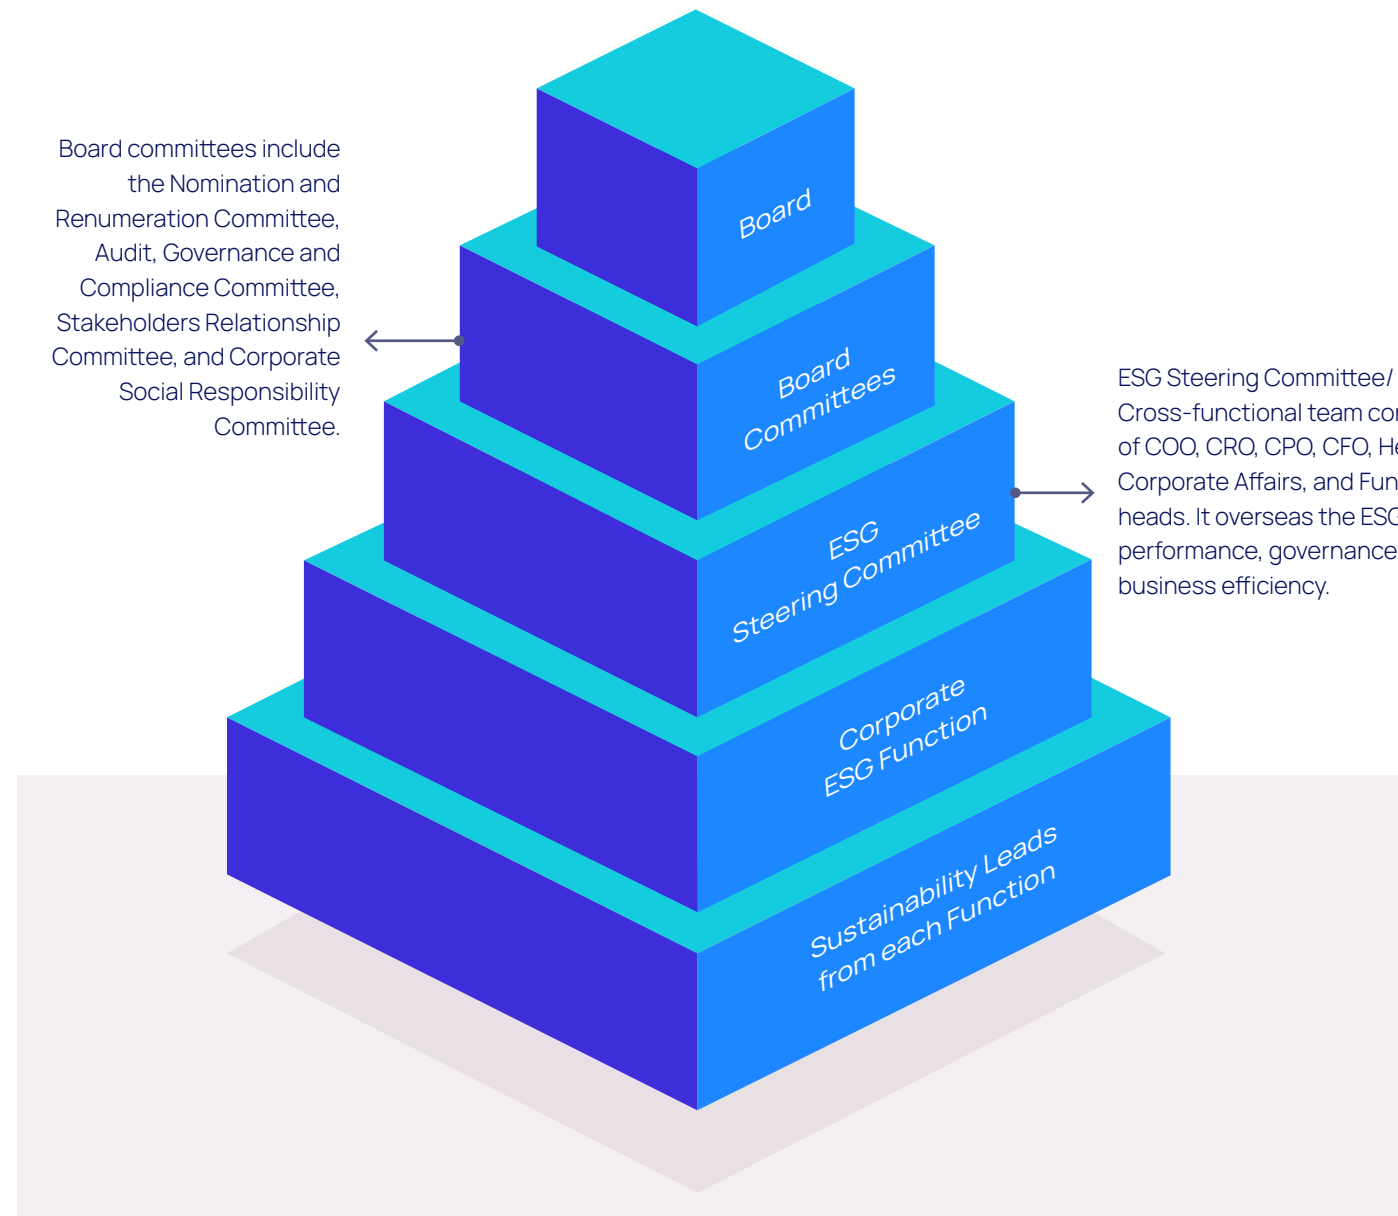 Board committees include
the Nomination and
Renumeration Committee,
Audit, Governance and
Compliance Committee,
Stakeholders Relationship
Committee, and Corporate
Social Responsibility
Committee.
Board
Board
Committees
ESG
Steering Committee
Corporate
ESG Function
Sustainability Leads
from each Function
ESG Steering Committee/
Cross-functional team
of COO, CRO, CPO, CFO,
Corporate Affairs, and
heads. It overseas the ESG
performance, governance
business efficiency.